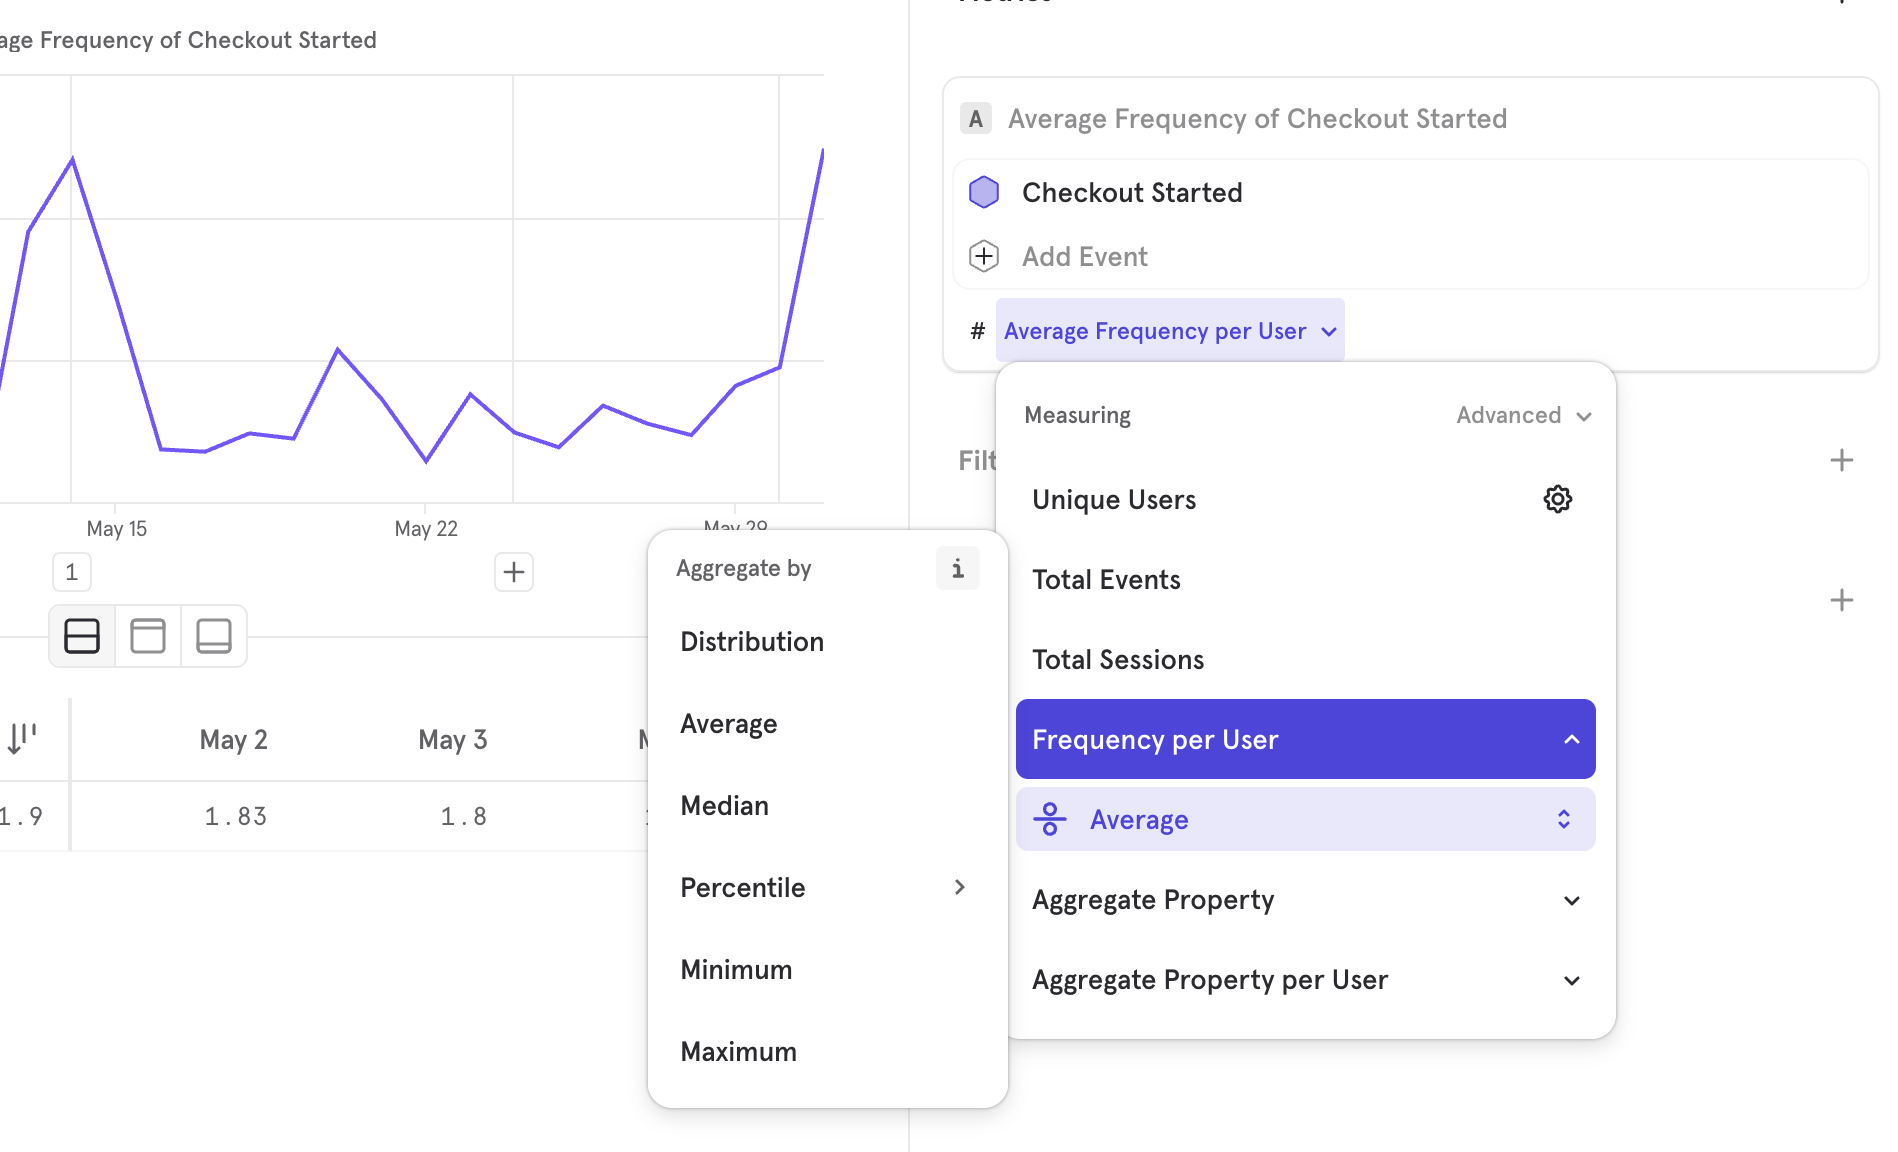 age Frequency of Checkout Started
May 15
May 22
May 29
1
May 2
May 3
1.9
1.83
1.8
A
Average Frequency of Checkout Started
Checkout Started
Add Event
# Average Frequency per User
Filt
Measuring
Advanced
Unique Users
Total Events
Total Sessions
Frequency per User
Average
Aggregate Property
Aggregate Property per User
Aggregate by
i
Distribution
Average
Median
Percentile
Minimum
Maximum